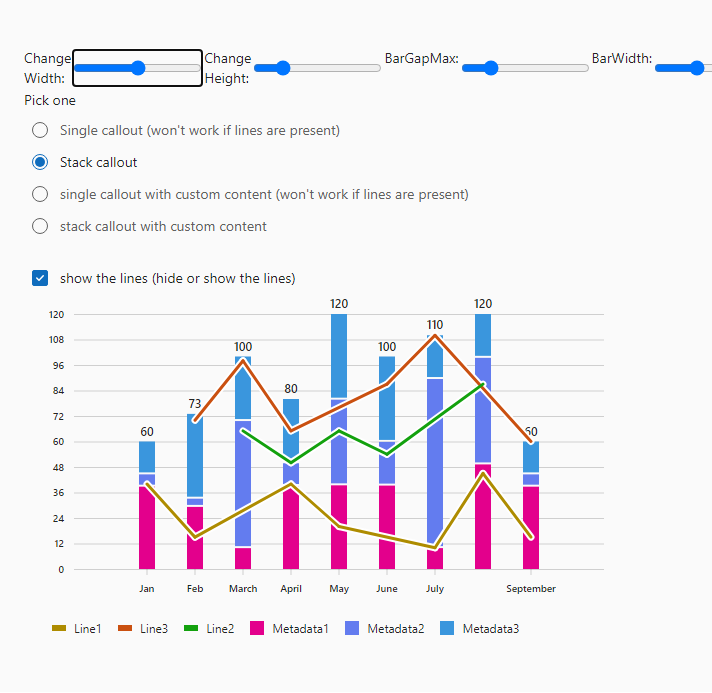 Change Width:
Change Height:
BarGapMax:
BarWidth:
Pick one
Single callout (won't work if lines are present)
Stack callout
single callout with custom content (won't work if lines are present)
stack callout with custom content
show the lines (hide or show the lines)
120
108
96
84
72
60
48
36
24
12
0
60
73
100
80
120
100
110
120
60
Jan Feb March April May June July September
Line1 Line3 Line2 Metadata1 Metadata2 Metadata3